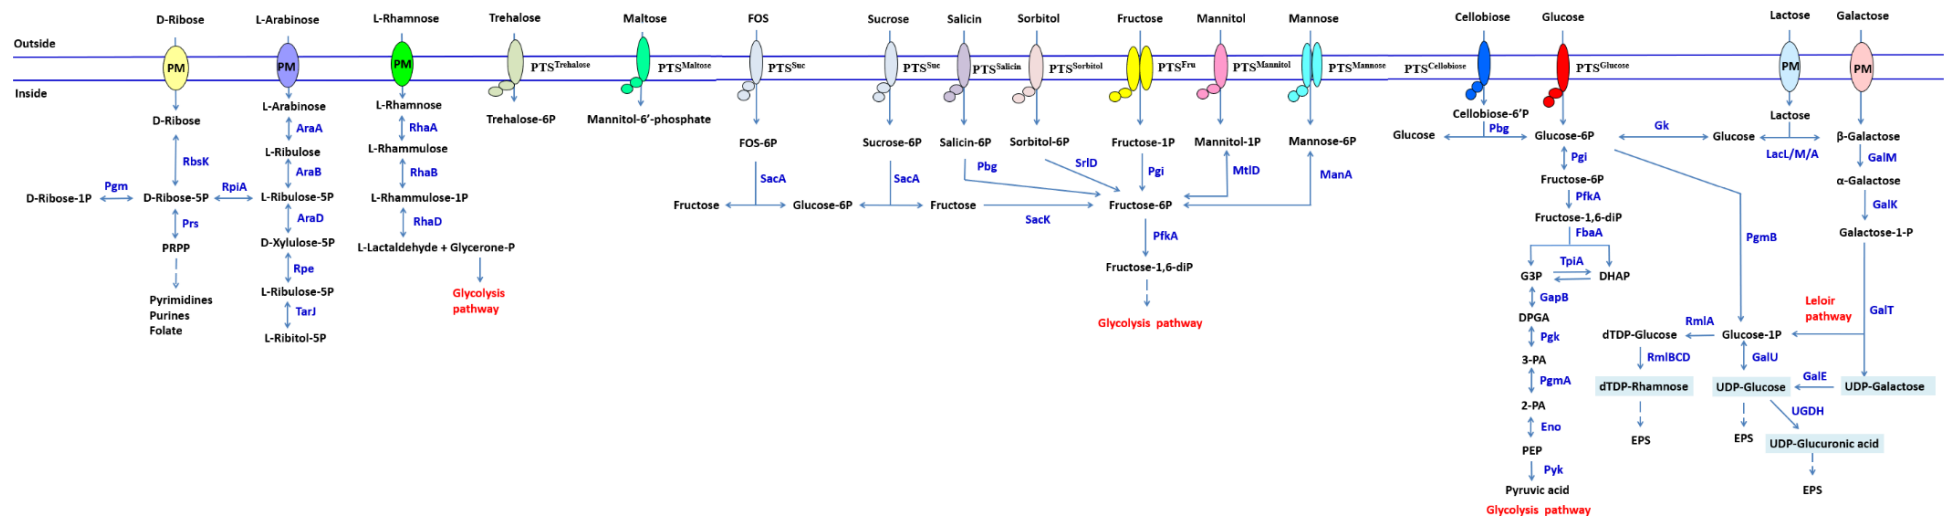 D-Ribose
L-Arabinose
L-Rhamnose
Trehalose
Maltose
FOS
Sucrose
Salicin
Sorbitol
Fructose
Mannitol
Mannose
Cellobiose
Glucose
Lactose
Galactose
Outside
Inside
PM
PM
PM
PTSTrehalose
PTSMaltose
PTSSuc
PTSSuc
PTSSalicin
PTSSorbitol
PTSFru
PTSMannitol
PTSMannose
PTSCellobiose
PTSGlucose
PM
PM
D-Ribose
RbsK
D-Ribose-1P
Pgm
D-Ribose-5P
RpiA
Prs
PRPP
Pyrimidines
Purines
Folate
L-Arabinose
AraA
L-Ribulose
AraB
L-Ribulose-5P
AraD
D-Xylulose-5P
Rpe
L-Ribulose-5P
TarJ
L-Ribitol-5P
L-Rhamnose
RhaA
L-Rhammulose
RhaB
L-Rhammulose-1P
RhaD
L-Lactaldehyde + Glycerone-P
Glycolysis
pathway
Trehalose-6P
Mannitol-6’-phosphate
FOS-6P
SacA
Fructose
Glucose-6P
Sucrose-6P
SacA
Fructose
SacK
Salicin-6P
Pbg
Sorbitol-6P
SrlD
Fructose-1P
Pgi
Fructose-6P
PfkA
Fructose-1,6-diP
Glycolysis pathway
Mannitol-1P
MtlD
Mannose-6P
ManA
Cellobiose-6’P
Glucose
Pbg
Glucose-6P
Gk
Glucose
Lactose
LacL/M/A
β-Galactose
GalM
α-Galactose
GalK
Galactose-1-P
Leloir
pathway
GalT
Pgi
Fructose-6P
PfkA
Fructose-1,6-diP
FbaA
TpiA
G3P
DHAP
GapB
DPGA
Pgk
3-PA
PgmA
2-PA
Eno
PEP
Pyk
Pyruvic acid
Glycolysis pathway
PgmB
dTDP-Glucose
RmlA
Glucose-1P
RmlBCD
GalU
dTDP-Rhamnose
UDP-Glucose
GalE
UDP-Galactose
UGDH
EPS
EPS
UDP-Glucuronic acid
EPS